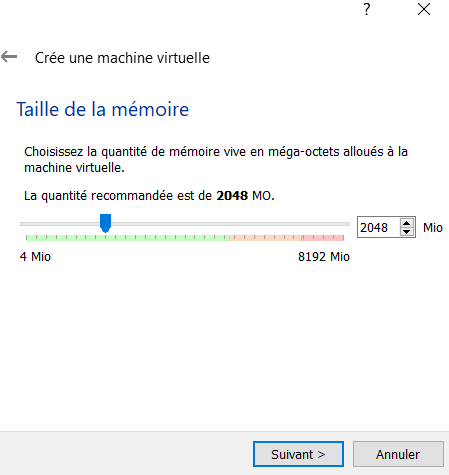 ?
Crée une machine virtuelle
Taille de la mémoire
Choisissez la quantité de mémoire vive en méga-octets alloués à la
machine virtuelle.
La quantité recommandée est de 2048 MO.
2048 Mio
4 Mio 8192 Mio
Suivant > Annuler